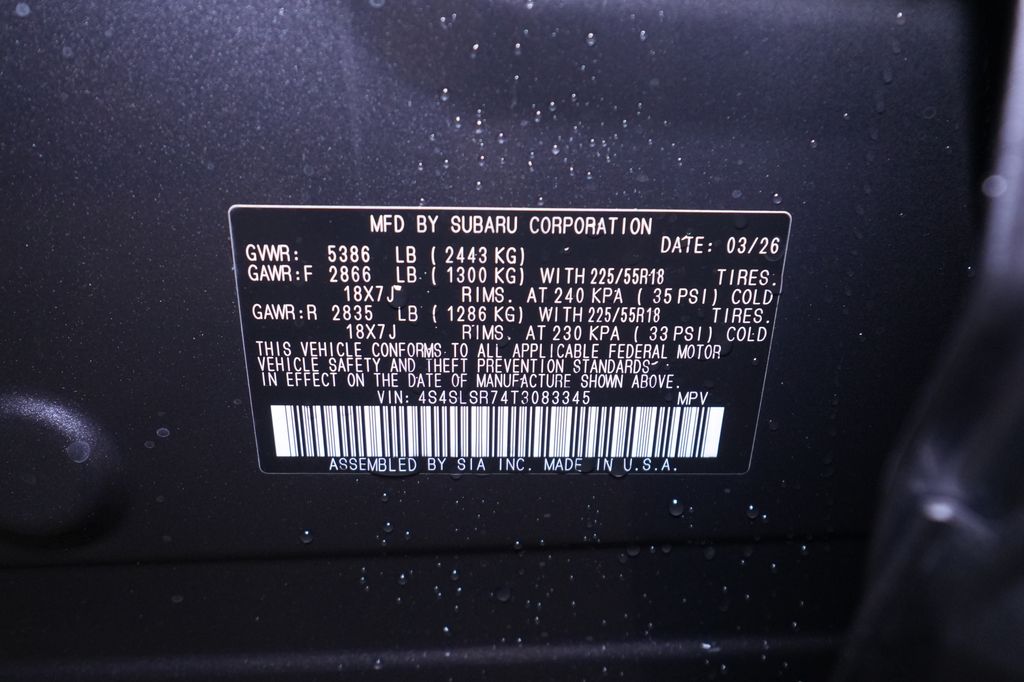 MFD BY SUBARU CORPORATION
DATE: 03/26
GVWR: 5386 LB ( 2443 KG)
GAWR:F 2866 LB ( 1300 KG) WITH 225/55R18 TIRES.
18X7J RIMS. AT 240 KPA ( 35 PSI) COLD
GAWR:R 2835 LB ( 1286 KG) WITH 225/55R18 TIRES.
18X7J RIMS. AT 230 KPA ( 33 PSI) COLD
THIS VEHICLE CONFORMS TO ALL APPLICABLE FEDERAL MOTOR
VEHICLE SAFETY AND THEFT PREVENTION STANDARDS
IN EFFECT ON THE DATE OF MANUFACTURE SHOWN ABOVE.
VIN: 4S4SLSR74T3083345 MPV
ASSEMBLED BY SIA INC. MADE IN U.S.A.